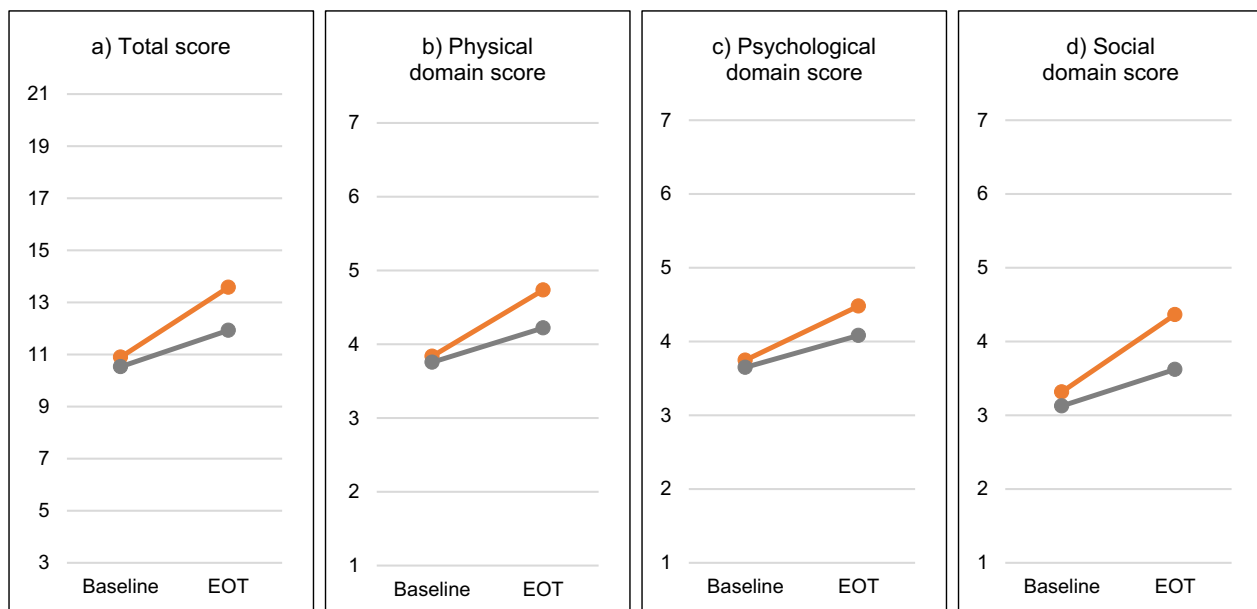 a) Total score
21
19
17
15
13
11
9
7
5
3
Baseline EOT
b) Physical
domain score
7
6
5
4
3
2
1
Baseline EOT
c) Psychological
domain score
7
6
5
4
3
2
1
Baseline EOT
d) Social
domain score
7
6
5
4
3
2
1
Baseline EOT